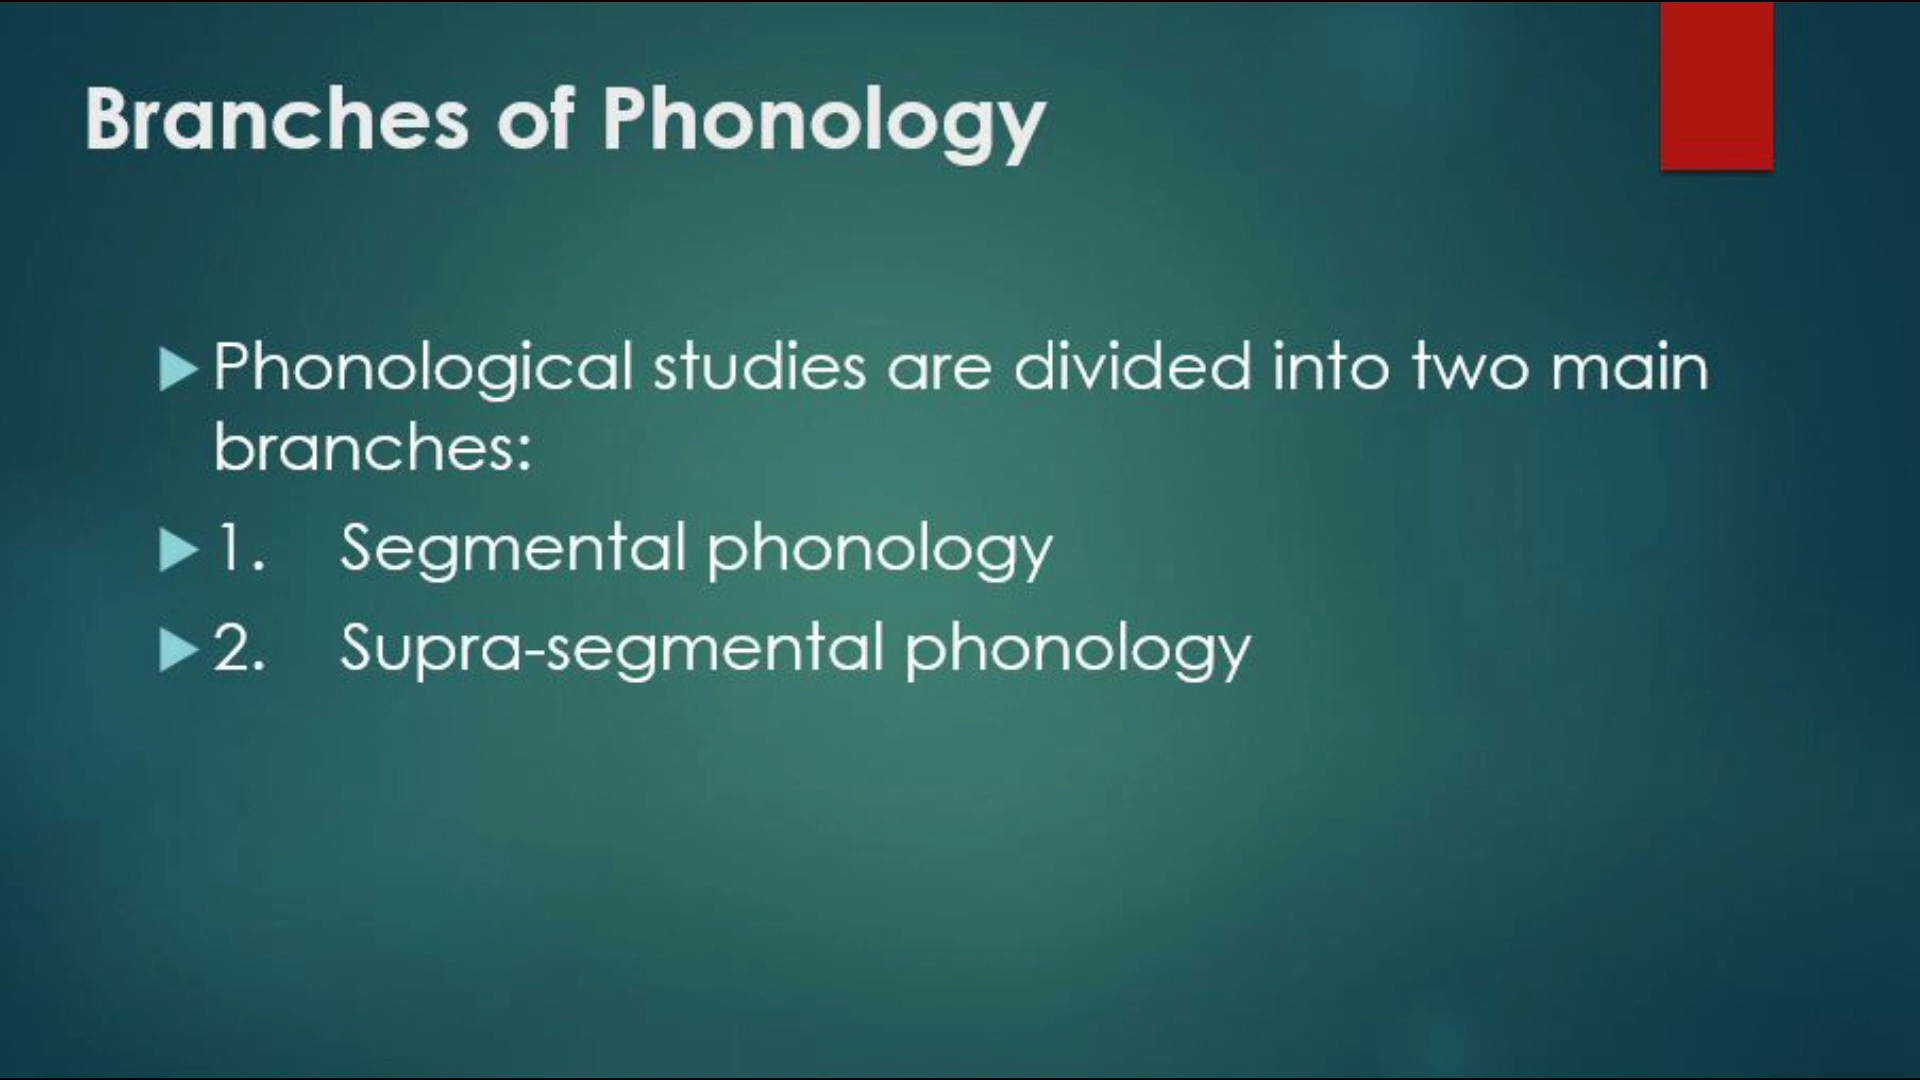 Branches of Phonology
Phonological studies are divided into two main
branches:
1. Segmental phonology
2. Supra-segmental phonology